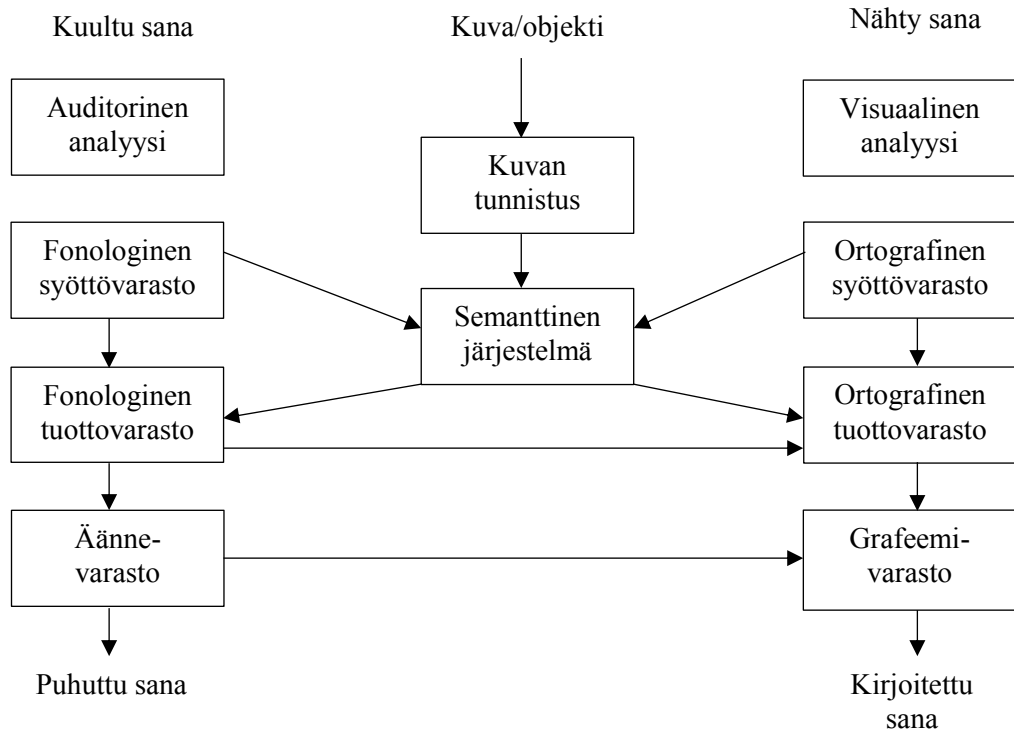 Kuultu sana
Kuva/objekti
Nähty sana
Auditorinen
analyysi
Visuaalinen
analyysi
Kuvan
tunnistus
Fonologinen
syöttövarasto
Ortografinen
syöttövarasto
Semanttinen
järjestelmä
Fonologinen
tuottovarasto
Ortografinen
tuottovarasto
Äänne-
varasto
Grafeemi-
varasto
Puhuttu sana
Kirjoitettu
sana